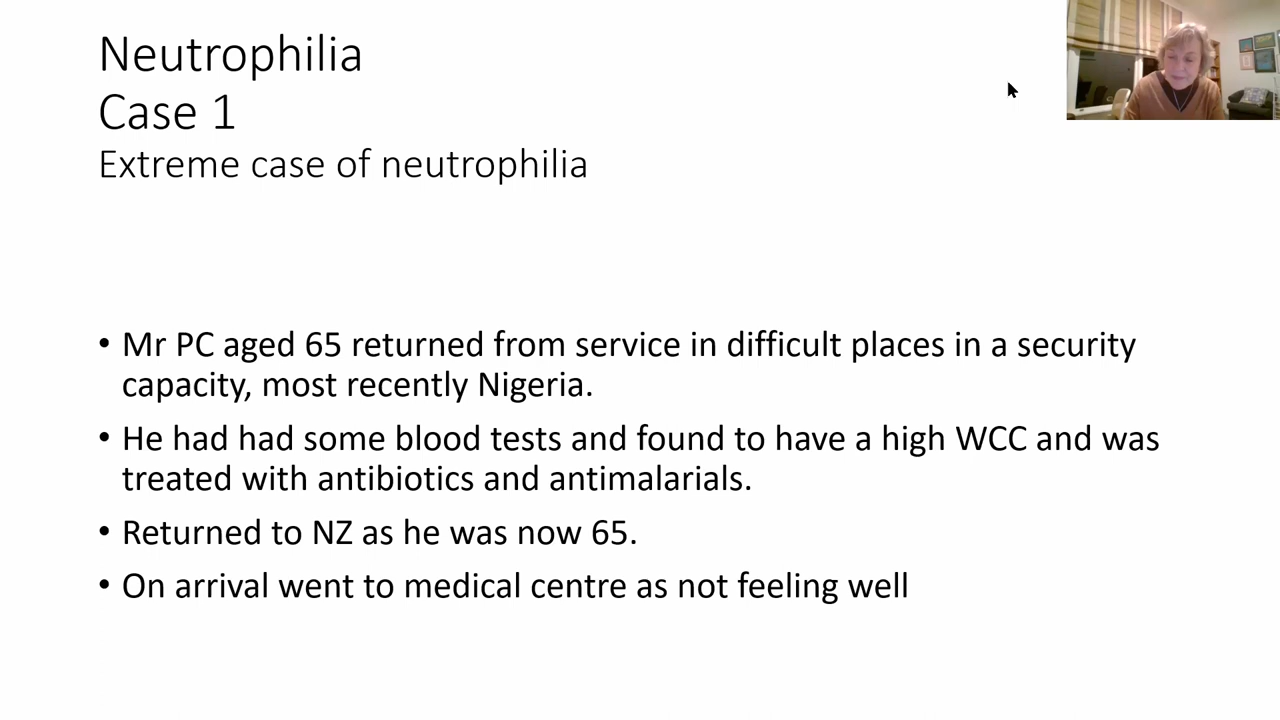 Neutrophilia
Case 1
Extreme case of neutrophilia
• Mr PC aged 65 returned from service in difficult places in a security
capacity, most recently Nigeria.
• He had had some blood tests and found to have a high WCC and was
treated with antibiotics and antimalarials.
• Returned to NZ as he was now 65.
• On arrival went to medical centre as not feeling well